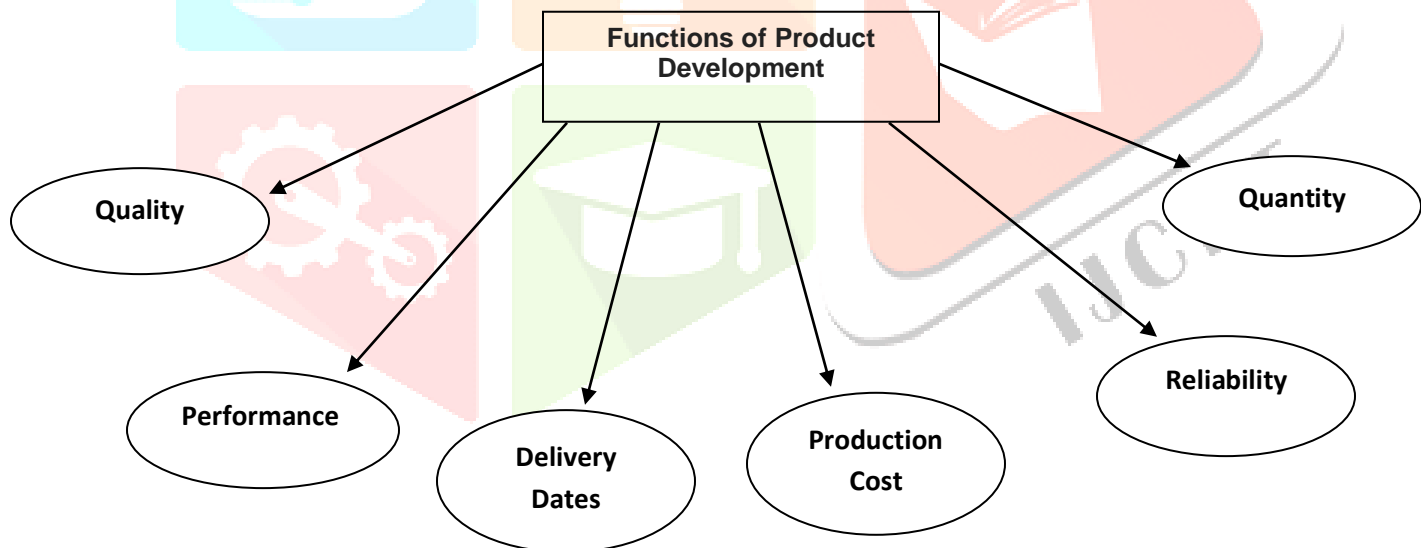 Functions of Product
Development
Quality
Quantity
Performance
Reliability
Delivery
Dates
Production
Cost